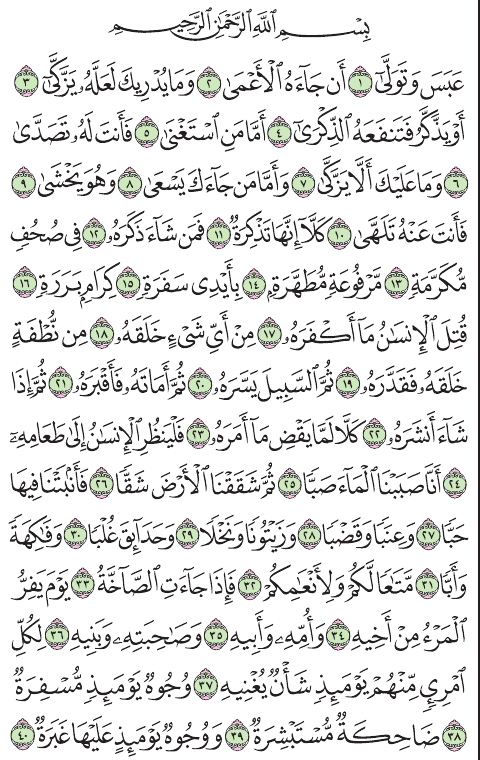 بِسْمِ اللَّهِ الرَّحْمَٰنِ الرَّحِيمِ
عَبَسَ وَتَوَلَّىٰٓ ١ أَن جَآءَهُ ٱلْأَعْمَىٰ ٢ وَمَا يُدْرِيكَ لَعَلَّهُۥ يَزَّكَّىٰٓ ٣
أَوْ يَذَّكَّرُ فَتَنفَعَهُ ٱلذِّكْرَىٰٓ ٤ أَمَّا مَنِ ٱسْتَغْنَىٰ ٥ فَأَنتَ لَهُۥ تَصَدَّىٰ
٦ وَمَا عَلَيْكَ أَلَّا يَزَّكَّىٰ ٧ وَأَمَّا مَن جَآءَكَ يَسْعَىٰ ٨ وَهُوَ يَخْشَىٰ ٩
فَأَنتَ عَنْهُ تَلَهَّىٰ ١٠ كَلَّآ إِنَّهَا تَذْكِرَةٌ ١١ فَمَن شَآءَ ذَكَرَهُۥ ١٢ فِى صُحُفٍ
مُّكَرَّمَةٍ ١٣ مَّرْفُوعَةٍ مُّطَهَّرَةٍۭ ١٤ بِأَيْدِى سَفَرَةٍ ١٥ كِرَامٍۭ بَرَرَةٍ ١٦
قُتِلَ ٱلْإِنسَٰنُ مَآ أَكْفَرَهُۥ ١٧ مِنْ أَىِّ شَىْءٍ خَلَقَهُۥ ١٨ مِن نُّطْفَةٍ
خَلَقَهُۥ فَقَدَّرَهُۥ ١٩ ثُمَّ ٱلسَّبِيلَ يَسَّرَهُۥ ٢٠ ثُمَّ أَمَاتَهُۥ فَأَقْبَرَهُۥ ٢١ ثُمَّ إِذَا
شَآءَ أَنشَرَهُۥ ٢٢ كَلَّا لَمَّا يَقْضِ مَآ أَمَرَهُۥ ٢٣ فَلْيَنظُرِ ٱلْإِنسَٰنُ إِلَىٰ طَعَامِهِۦٓ
٢٤ أَنَّا صَبَبْنَا ٱلْمَآءَ صَبًّا ٢٥ ثُمَّ شَقَقْنَا ٱلْأَرْضَ شَقًّا ٢٦ فَأَنۢبَتْنَا فِيهَا
حَبًّا ٢٧ وَعِنَبًا وَقَضْبًا ٢٨ وَزَيْتُونًا وَنَخْلًا ٢٩ وَحَدَآئِقَ غُلْبًا ٣٠ وَفَٰكِهَةً
وَأَبًّا ٣١ مَّتَٰعًا لَّكُمْ وَلِأَنْعَٰمِكُمْ ٣٢ فَإِذَا جَآءَتِ ٱلصَّآخَّةُ ٣٣ يَوْمَ يَفِرُّ
ٱلْمَرْءُ مِنْ أَخِيهِ ٣٤ وَأُمِّهِۦ وَأَبِيهِ ٣٥ وَصَٰحِبَتِهِۦ وَبَنِيهِ ٣٦ لِكُلِّ
ٱمْرِئٍ مِّنْهُمْ يَوْمَئِذٍ شَأْنٌ يُغْنِيهِ ٣٧ وُجُوهٌ يَوْمَئِذٍ مُّسْفِرَةٌ
٣٨ ضَاحِكَةٌ مُّسْتَبْشِرَةٌ ٣٩ وَوُجُوهٌ يَوْمَئِذٍ عَلَيْهَا غَبَرَةٌ ٤٠